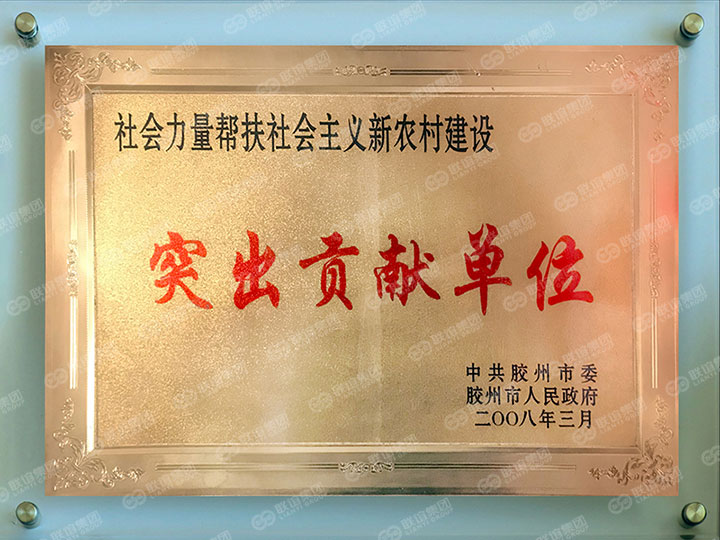 社会力量帮扶社会主义新农村建设
突出贡献单位
中共胶州市委
胶州市人民政府
二〇〇八年三月